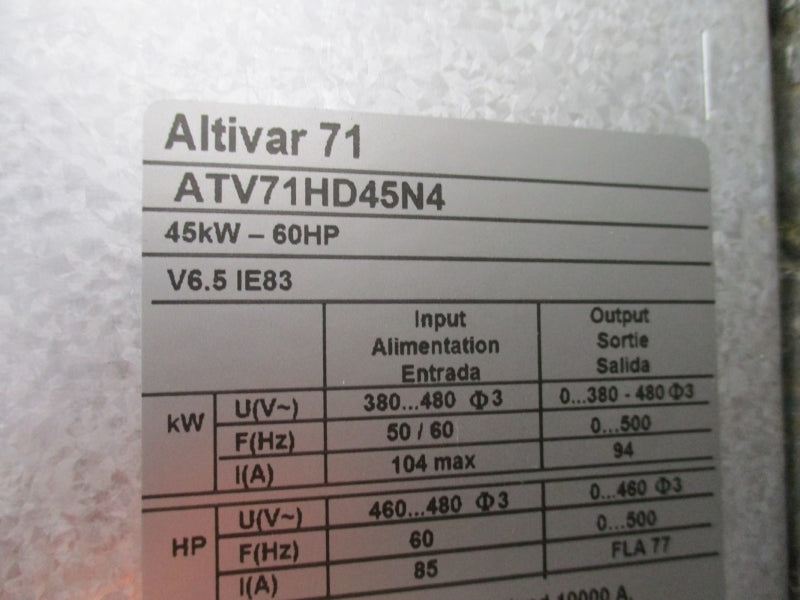 Altivar 71
ATV71HD45N4
45kW – 60HP
V6.5 IE83
Input Output
Alimentation Sortie
Entrada Salida
kW U(V~) 380...480 Φ3 0...380 - 480 Φ3
F(Hz) 50 / 60 0...500
I(A) 104 max 94
HP U(V~) 460...480 Φ3 0...460 Φ3
F(Hz) 60 0...500
I(A) 85 FLA 77
10000 A.